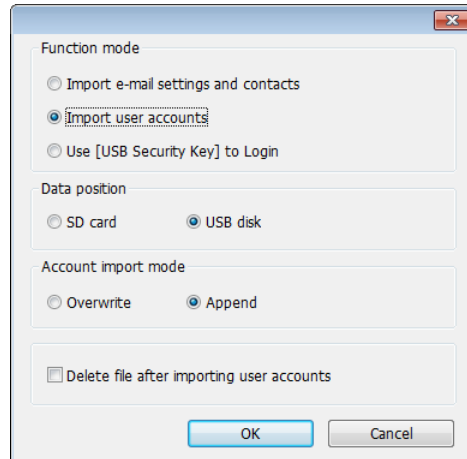 Function mode
Import e-mail settings and contacts
Import user accounts
Use [USB Security Key] to Login
Data position
SD card USB disk
Account import mode
Overwrite Append
Delete file after importing user accounts
OK Cancel